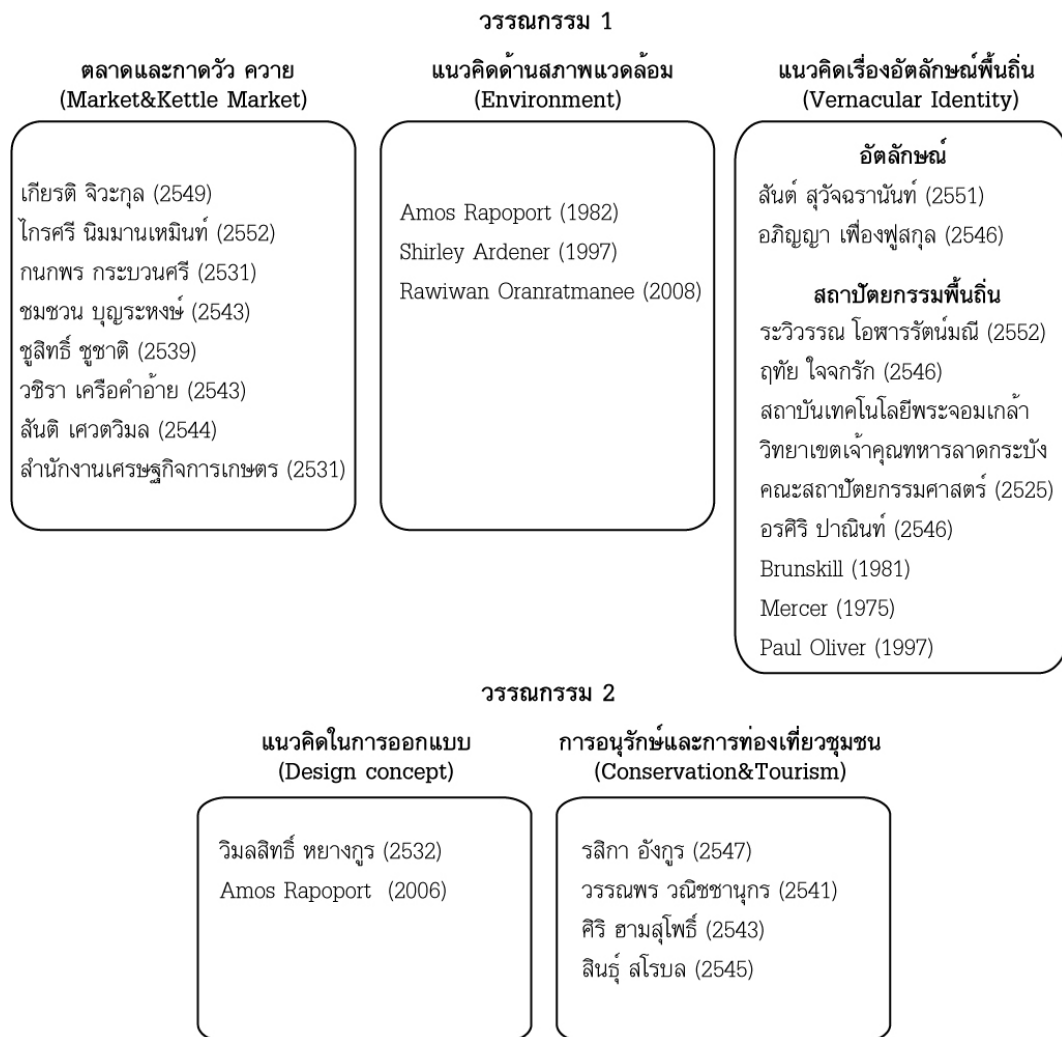 วรรณกรรม 1
ตลาดและกาดวัว ควาย
(Market&Kettle Market)
เกียรติ จิวะกุล (2549)
ไกรศรี นิมมานเหมินท์ (2552)
กนกพร กระบวนศรี (2531)
ชมชวน บุญระหงษ์ (2543)
ชูสิทธิ์ ชูชาติ (2539)
วชิรา เครือคำอ้าย (2543)
สันติ เศวตวิมล (2544)
สำนักงานเศรษฐกิจการเกษตร (2531)
แนวคิดด้านสภาพแวดล้อม
(Environment)
Amos Rapoport (1982)
Shirley Ardener (1997)
Rawiwan Oranratmanee (2008)
แนวคิดเรื่องอัตลักษณ์พื้นถิ่น
(Vernacular Identity)
อัตลักษณ์
สันต์ สุวัจฉรานันท์ (2551)
อภิญญา เฟื่องฟูสกุล (2546)
สถาปัตยกรรมพื้นถิ่น
ระวิวรรณ โอฬารรัตน์มณี (2552)
ฤทัย ใจจกรัก (2546)
สถาบันเทคโนโลยีพระจอมเกล้า
วิทยาเขตเจ้าคุณทหารลาดกระบัง
คณะสถาปัตยกรรมศาสตร์ (2525)
อรศิริ ปาณินท์ (2546)
Brunskill (1981)
Mercer (1975)
Paul Oliver (1997)
วรรณกรรม 2
แนวคิดในการออกแบบ
(Design concept)
วิมลสิทธิ์ หยางกูร (2532)
Amos Rapoport (2006)
การอนุรักษ์และการท่องเที่ยวชุมชน
(Conservation&Tourism)
รสิกา อังกูร (2547)
วรรณพร วณิชชานุกร (2541)
ศิริ ฮามสุโพธิ์ (2543)
สินธุ์ สโรบล (2545)